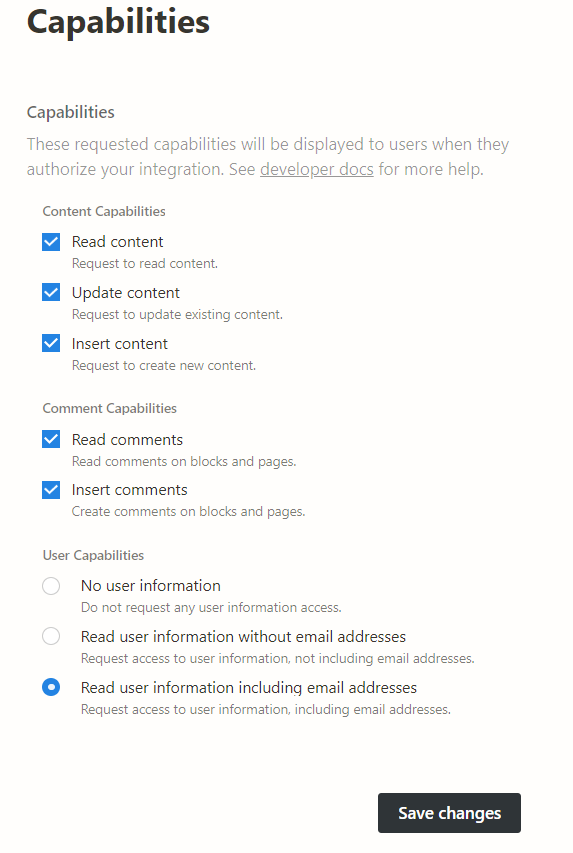 Capabilities
Capabilities
These requested capabilities will be displayed to users when they
authorize your integration. See developer docs for more help.
Content Capabilities
Read content
Request to read content.
Update content
Request to update existing content.
Insert content
Request to create new content.
Comment Capabilities
Read comments
Read comments on blocks and pages.
Insert comments
Create comments on blocks and pages.
User Capabilities
No user information
Do not request any user information access.
Read user information without email addresses
Request access to user information, not including email addresses.
Read user information including email addresses
Request access to user information, including email addresses.
Save changes